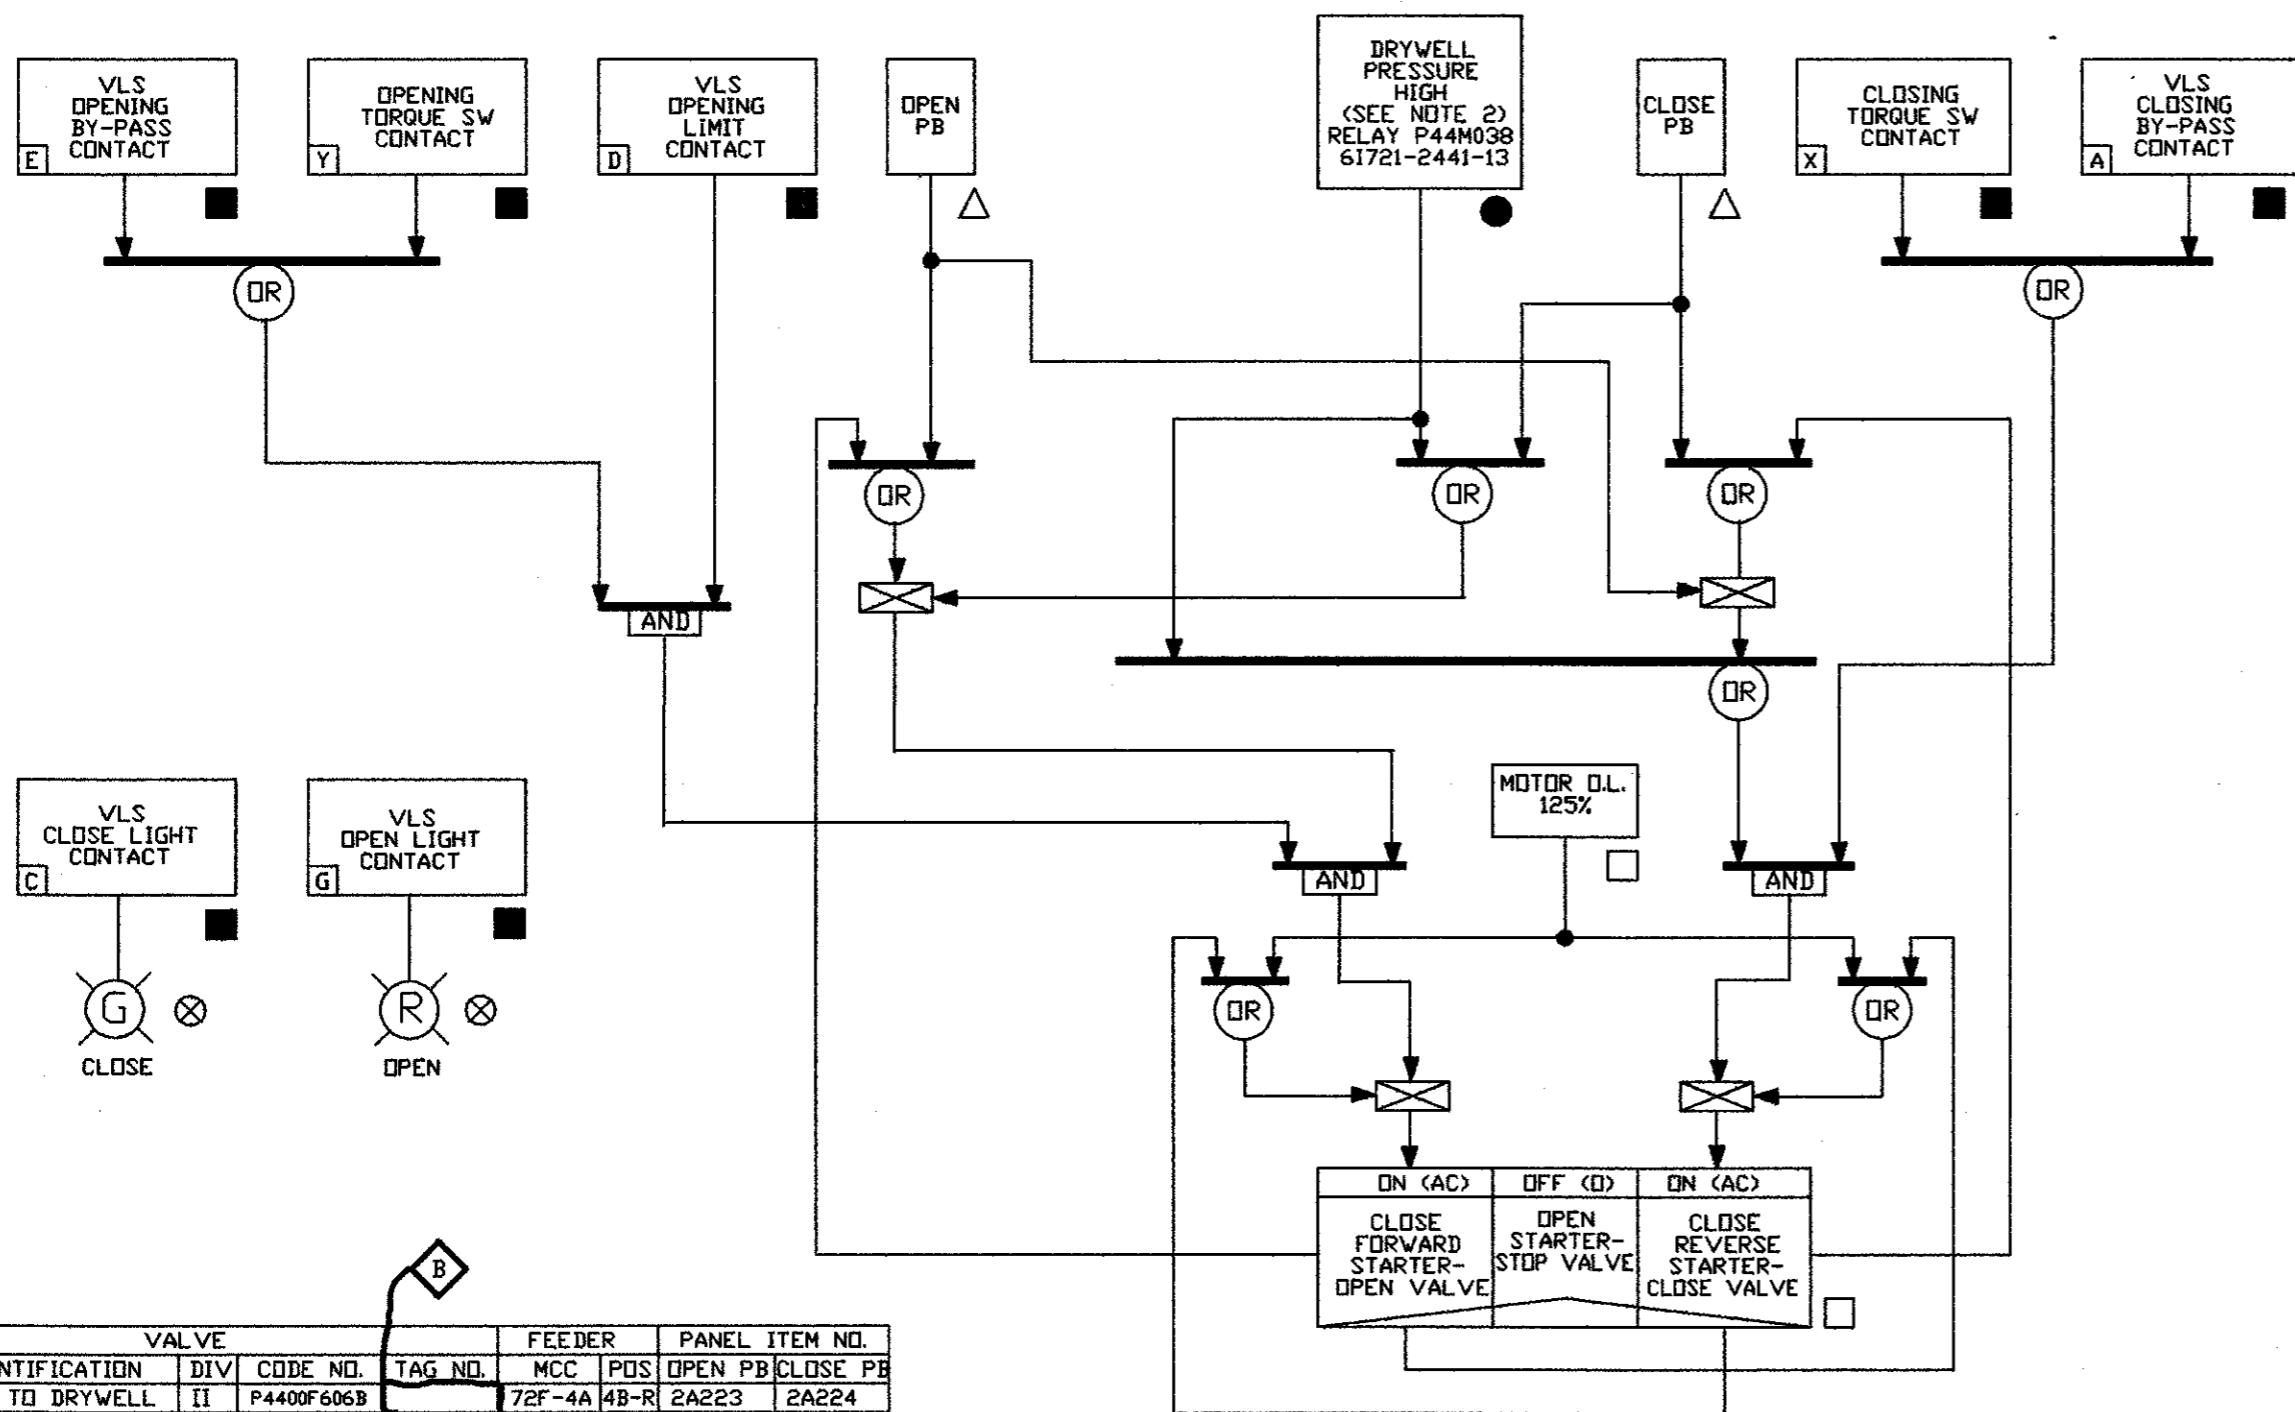 VLS
OPENING
BY-PASS
CONTACT
E
OPENING
TORQUE SW
CONTACT
Y
VLS
OPENING
LIMIT
CONTACT
D
OPEN
PB
DRYWELL
PRESSURE
HIGH
(SEE NOTE 2)
RELAY P44M038
61721-2441-13
CLOSE
PB
CLOSING
TORQUE SW
CONTACT
X
VLS
CLOSING
BY-PASS
CONTACT
A
OR
OR
OR
OR
OR
AND
OR
VLS
CLOSE LIGHT
CONTACT
C
VLS
OPEN LIGHT
CONTACT
G
MOTOR O.L.
125%
AND
AND
G
CLOSE
R
OPEN
OR
OR
ON (AC)
OFF (O)
ON (AC)
CLOSE
FORWARD
STARTER-
OPEN VALVE
OPEN
STARTER-
STOP VALVE
CLOSE
REVERSE
STARTER-
CLOSE VALVE
B
VALVE FEEDER PANEL ITEM NO.
NTIFICATION DIV CODE NO. TAG NO. MCC POS OPEN PB CLOSE PB
TO DRYWELL II P4400F606B 72F-4A 4B-R 2A223 2A224